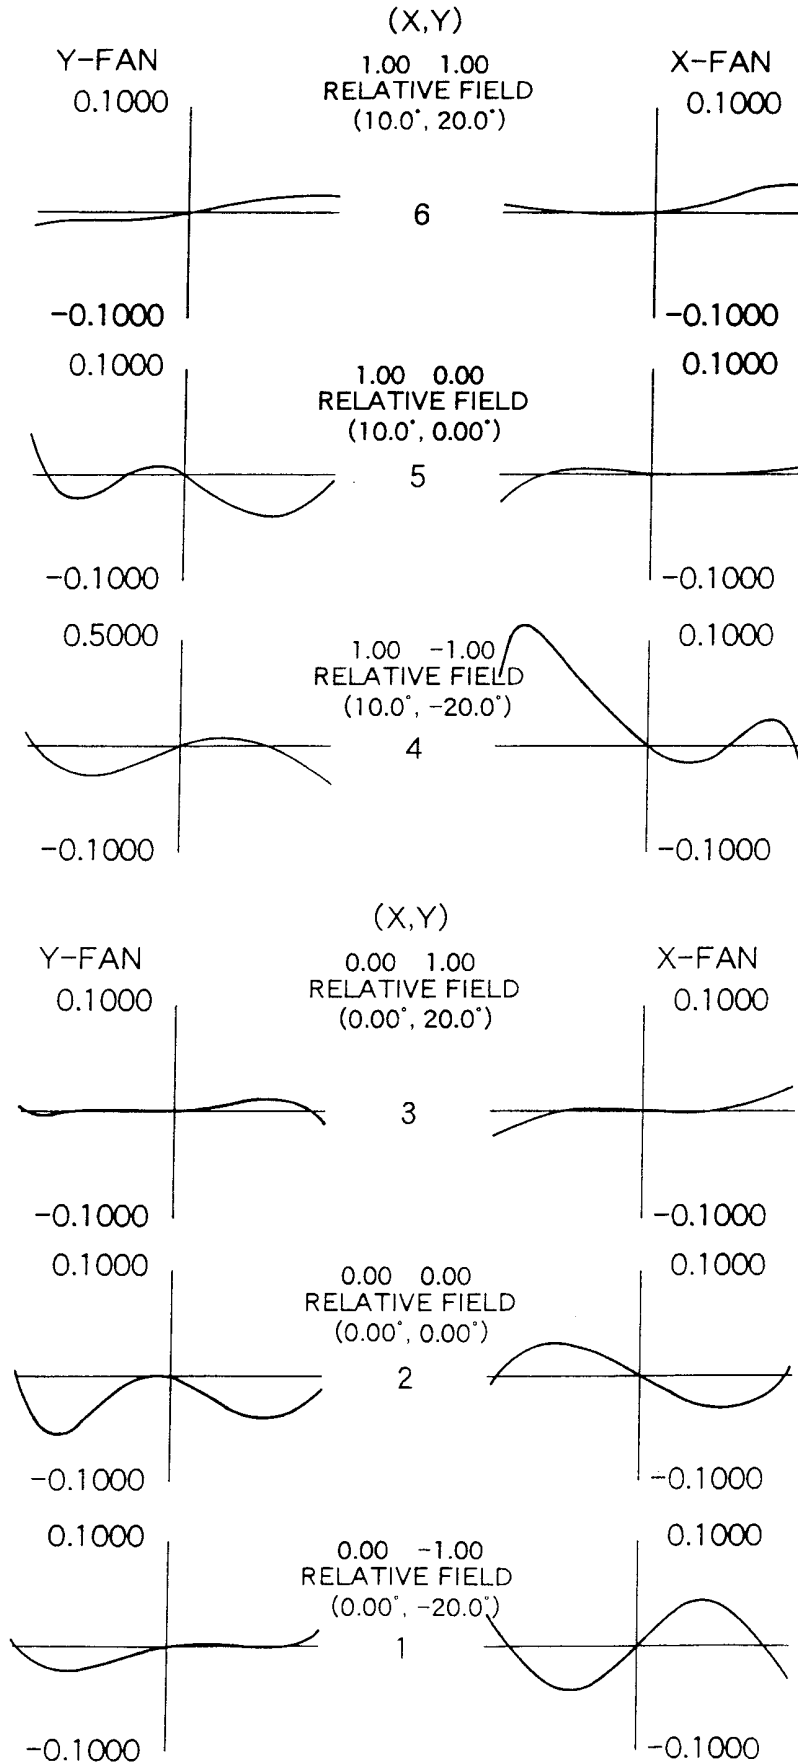 (X,Y)
Y-FAN 1.00 1.00 X-FAN
0.1000 RELATIVE FIELD 0.1000
(10.0°, 20.0°)
6
-0.1000 -0.1000
0.1000 1.00 0.00 0.1000
RELATIVE FIELD
(10.0°, 0.00°)
5
-0.1000 -0.1000
0.5000 1.00 -1.00 0.1000
RELATIVE FIELD
(10.0°, -20.0°)
4
-0.1000 -0.1000
(X,Y)
Y-FAN 0.00 1.00 X-FAN
0.1000 RELATIVE FIELD 0.1000
(0.00°, 20.0°)
3
-0.1000 -0.1000
0.1000 0.00 0.00 0.1000
RELATIVE FIELD
(0.00°, 0.00°)
2
-0.1000 -0.1000
0.1000 0.00 -1.00 0.1000
RELATIVE FIELD
(0.00°, -20.0°)
1
-0.1000 -0.1000